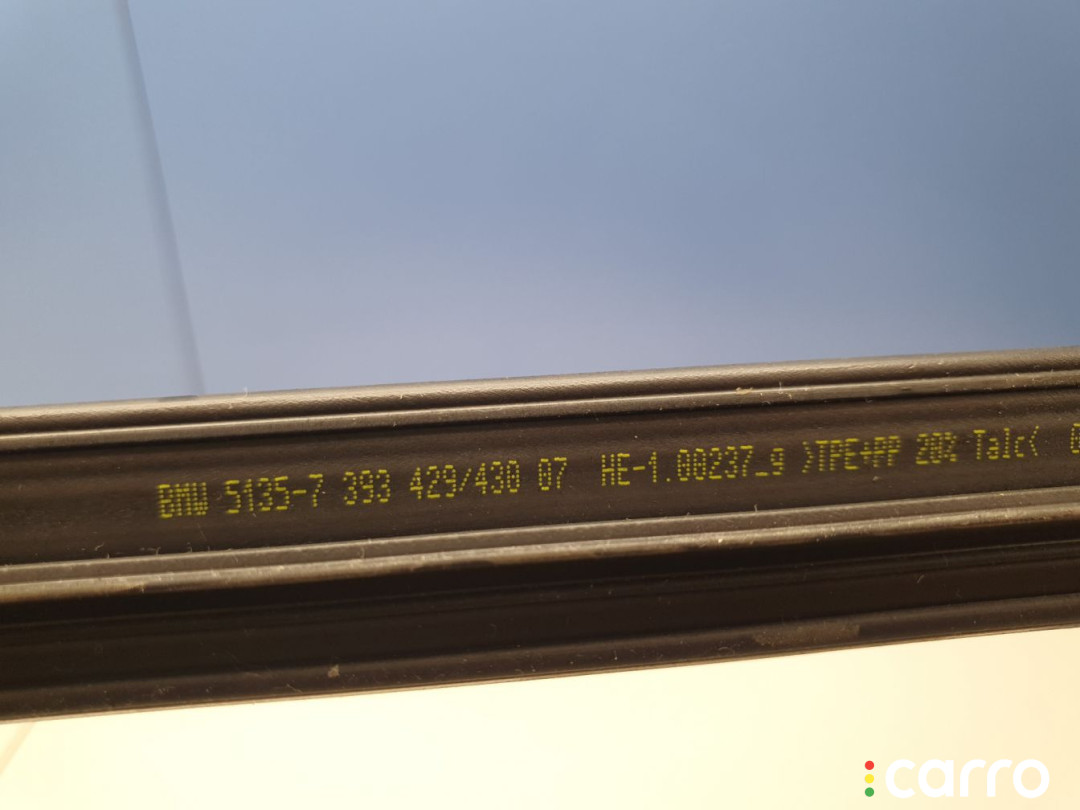 BMW 5135-7 393 429/430 07 HE-1.00237_9 >TPE+PP 20% Talc<
carro